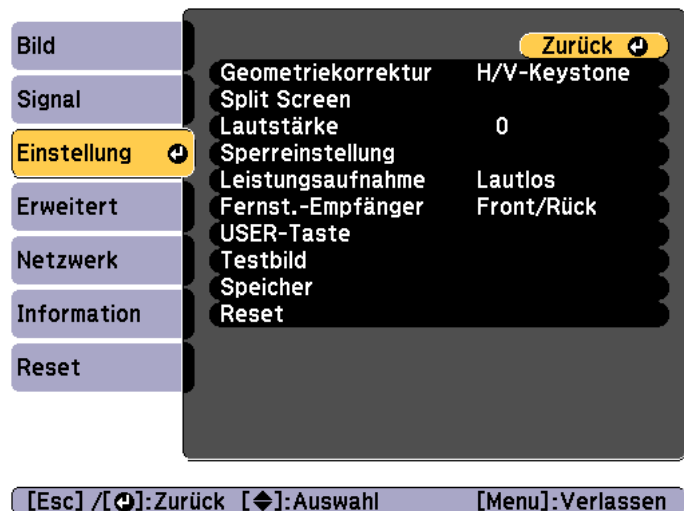 Bild
Signal
Einstellung
Erweitert
Netzwerk
Information
Reset
Zurück
Geometriekorrektur H/V-Keystone
Split Screen
Lautstärke 0
Sperreinstellung
Leistungsaufnahme Lautlos
Fernst.-Empfänger Front/Rück
USER-Taste
Testbild
Speicher
Reset
[Esc] /[⏎]:Zurück [◆]:Auswahl [Menu]:Verlassen